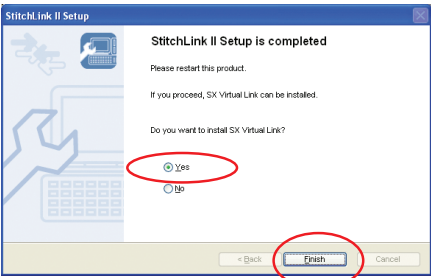 StitchLink II Setup
StitchLink II Setup is completed
Please restart this product.
If you proceed, SX Virtual Link can be installed.
Do you want to install SX Virtual Link?
Yes
No
< Back Finish Cancel